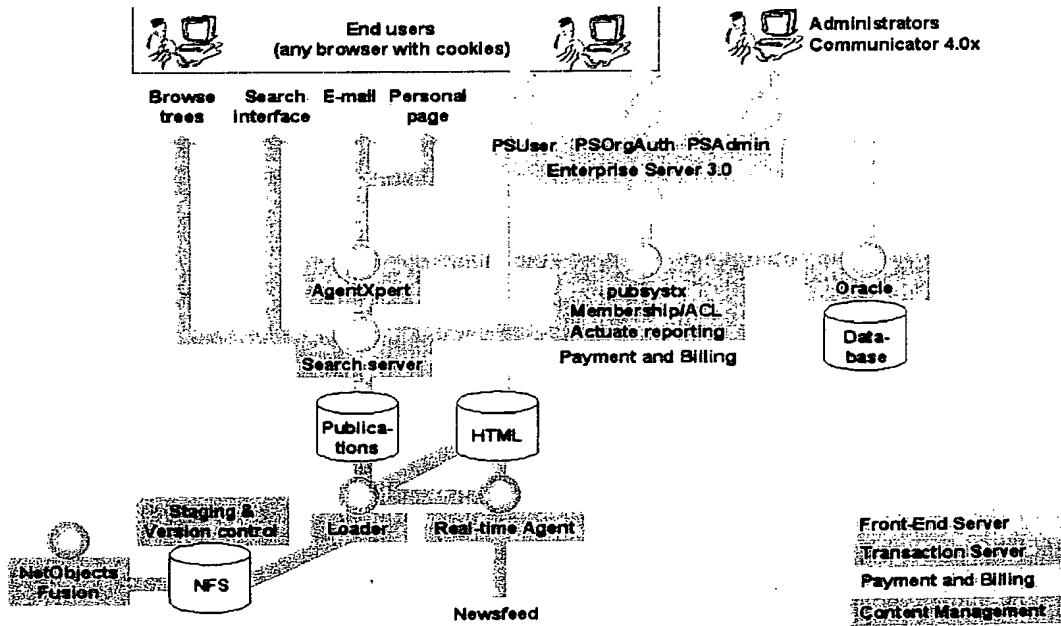 End users
(any browser with cookies)
Administrators
Communicator 4.0x
Browse
trees
Search
interface
E-mail
Personal
page
PSUser PSOrgAuth PSAdmin
Enterprise Server 3.0
AgentXpert
pubsystx
Membership/ACL
Actuate reporting
Payment and Billing
Oracle
Data-
base
Search server
Publica-
tions
HTML
Staging &
Version control
Loader
Real-time Agent
NetObjects
Fusion
NFS
Newsfeed
Front-End Server
Transaction Server
Payment and Billing
Content Management